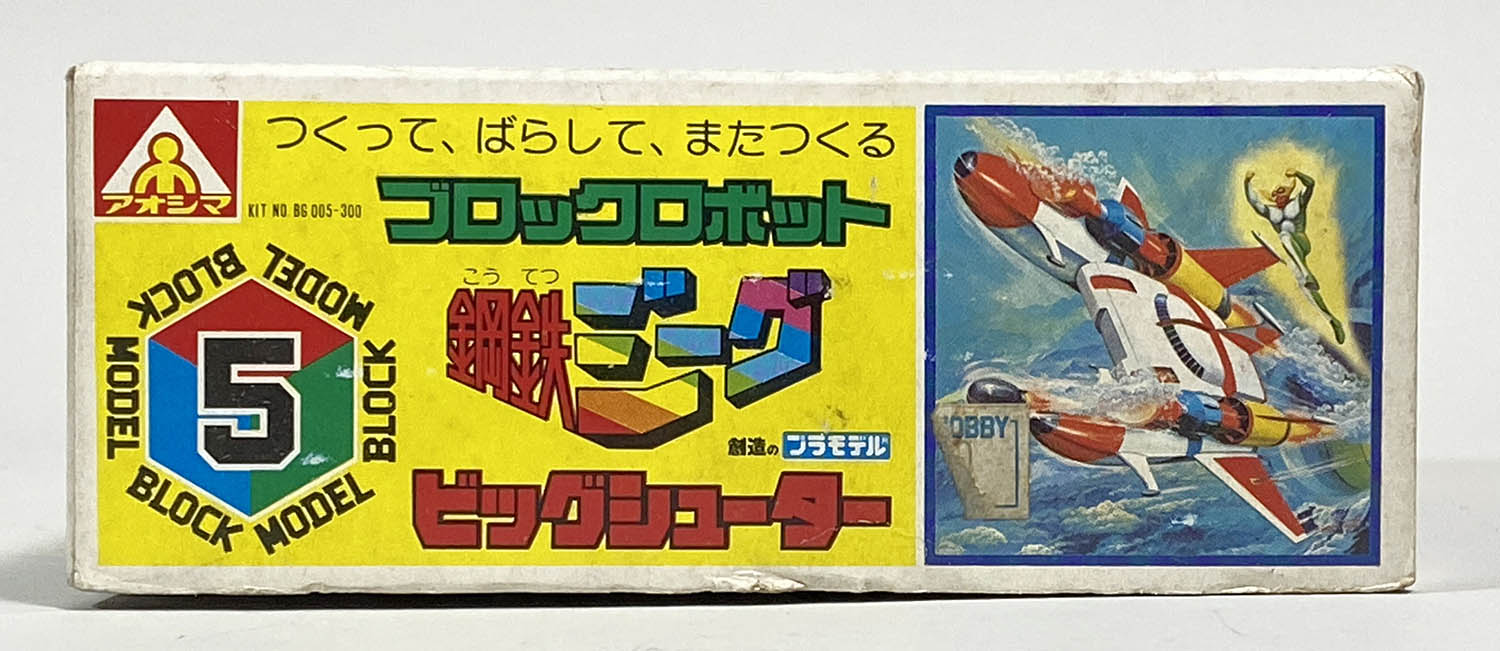 アオシマ
つくって、ばらして、またつくる
KIT NO. BG 005-300
ブロックロボット
こうてつ
鋼鉄ジーグ
創造のプラモデル
ビッグシューター
BLOCK MODEL
BLOCK MODEL
BLOCK MODEL
5
OBBY